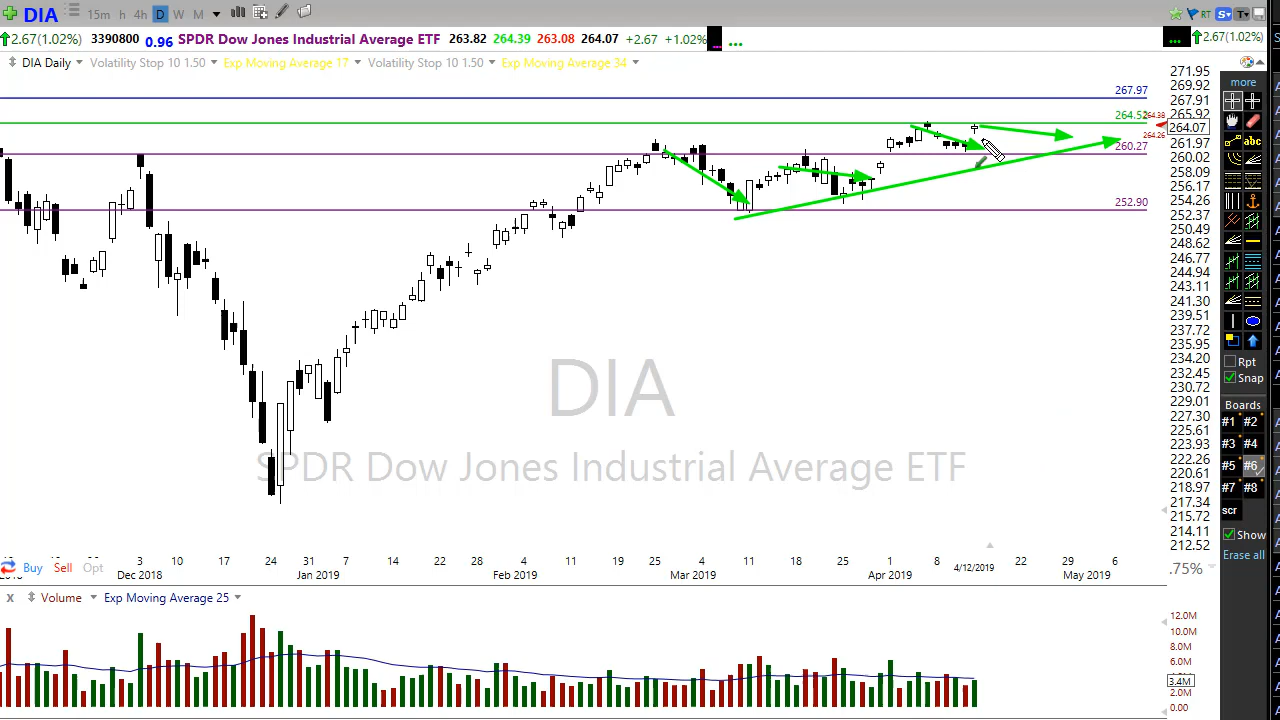 DIA 15m h 4h D W M RT S T
2.67(1.02%) 3390800 0.96 SPDR Dow Jones Industrial Average ETF 263.82 264.39 263.08 264.07 +2.67 +1.02% ... ... 2.67(1.02%)
DIA Daily Volatility Stop 10 1.50 Exp Moving Average 17 Volatility Stop 10 1.50 Exp Moving Average 34
271.95
more
269.92
267.97
267.91
265.92
264.38
264.07
264.26
abc
261.97
260.27
260.02
258.09
256.17
254.26
252.90
252.37
250.49
248.62
246.77
244.94
243.11
241.30
239.51
237.72
235.95
234.20
Rpt
232.45
Snap
230.72
229.01
Boards
227.30
#1 #2
225.61
223.93
#3 #4
222.26
#5 #6
220.61
218.97
#7 #8
217.34
scr
215.72
214.11
Show
212.52
Erase all
DIA
SPDR Dow Jones Industrial Average ETF
3 10 17 24 31 7 14 22 28 4 11 19 25 4 11 18 25 1 8 4/12/2019 22 29 6
Buy Sell Opt
Dec 2018 Jan 2019 Feb 2019 Mar 2019 Apr 2019 May 2019
.75%
x Volume Exp Moving Average 25
12.0M
10.0M
8.0M
6.0M
3.4M
2.0M
0.00